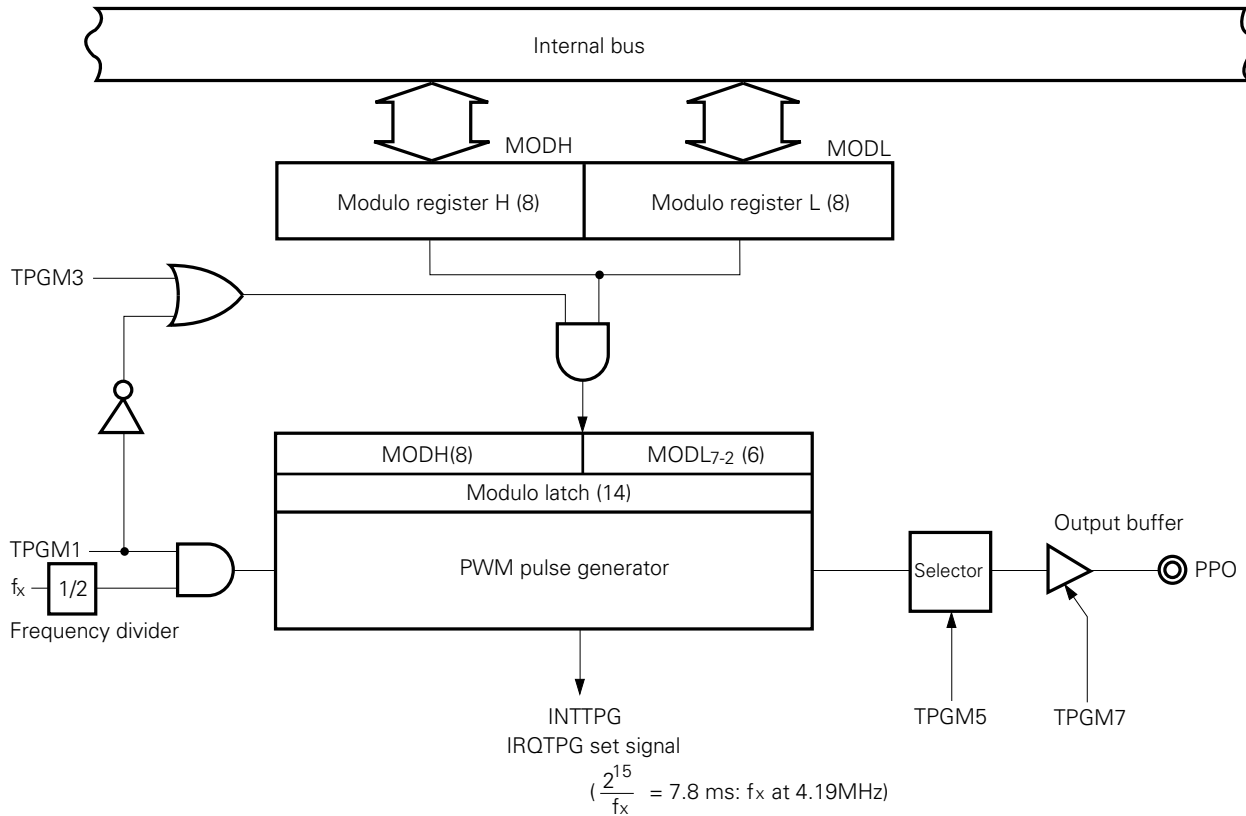 Internal bus
MODH
MODL
Modulo register H (8)
Modulo register L (8)
TPGM3
MODH(8)
MODL7-2 (6)
Modulo latch (14)
TPGM1
fx
1/2
Frequency divider
PWM pulse generator
Selector
Output buffer
PPO
INTTPG
IRQTPG set signal
TPGM5
TPGM7
(2^15/fx = 7.8 ms: fx at 4.19MHz)